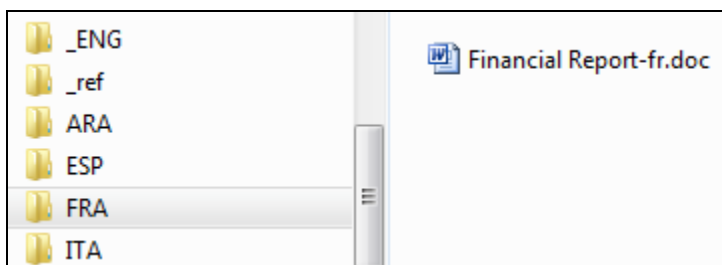 _ENG
_ref
ARA
ESP
FRA
ITA
Financial Report-fr.doc